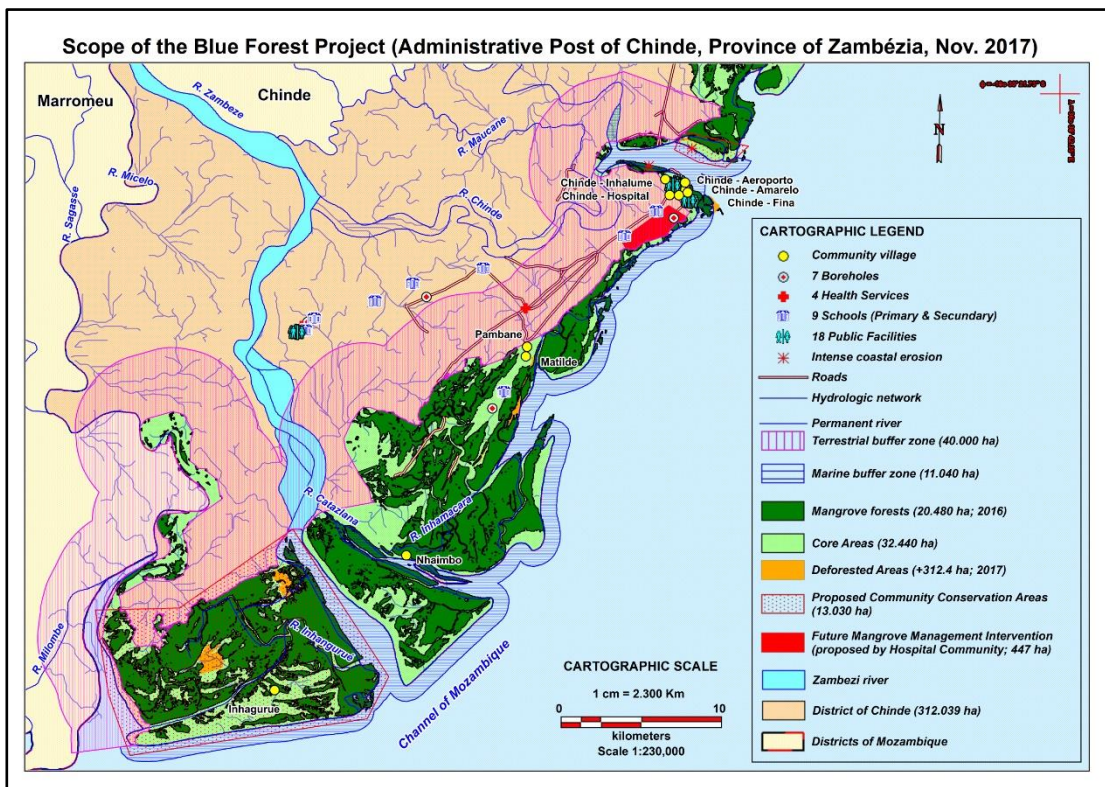 Scope of the Blue Forest Project (Administrative Post of Chinde, Province of Zambézia, Nov. 2017)
Marromeu
Chinde
R. Zambeze
R. Maucane
R. Micelo
R. Sagasse
R. Chinde
Chinde - Inhalume
Chinde - Hospital
Chinde - Aeroporto
Chinde - Amarelo
Chinde - Fina
N
Pambane
Matilde
R. Cataziana
R. Inhamacara
Nhaimbo
R. Milombe
R. Inhangurué
Inhagurue
Channel of Mozambique
CARTOGRAPHIC SCALE
1 cm = 2.300 Km
0 10
kilometers
Scale 1:230,000
CARTOGRAPHIC LEGEND
Community village
7 Boreholes
4 Health Services
9 Schools (Primary & Secundary)
18 Public Facilities
Intense coastal erosion
Roads
Hydrologic network
Permanent river
Terrestrial buffer zone (40.000 ha)
Marine buffer zone (11.040 ha)
Mangrove forests (20.480 ha; 2016)
Core Areas (32.440 ha)
Deforested Areas (+312.4 ha; 2017)
Proposed Community Conservation Areas
(13.030 ha)
Future Mangrove Management Intervention
(proposed by Hospital Community; 447 ha)
Zambezi river
District of Chinde (312.039 ha)
Districts of Mozambique